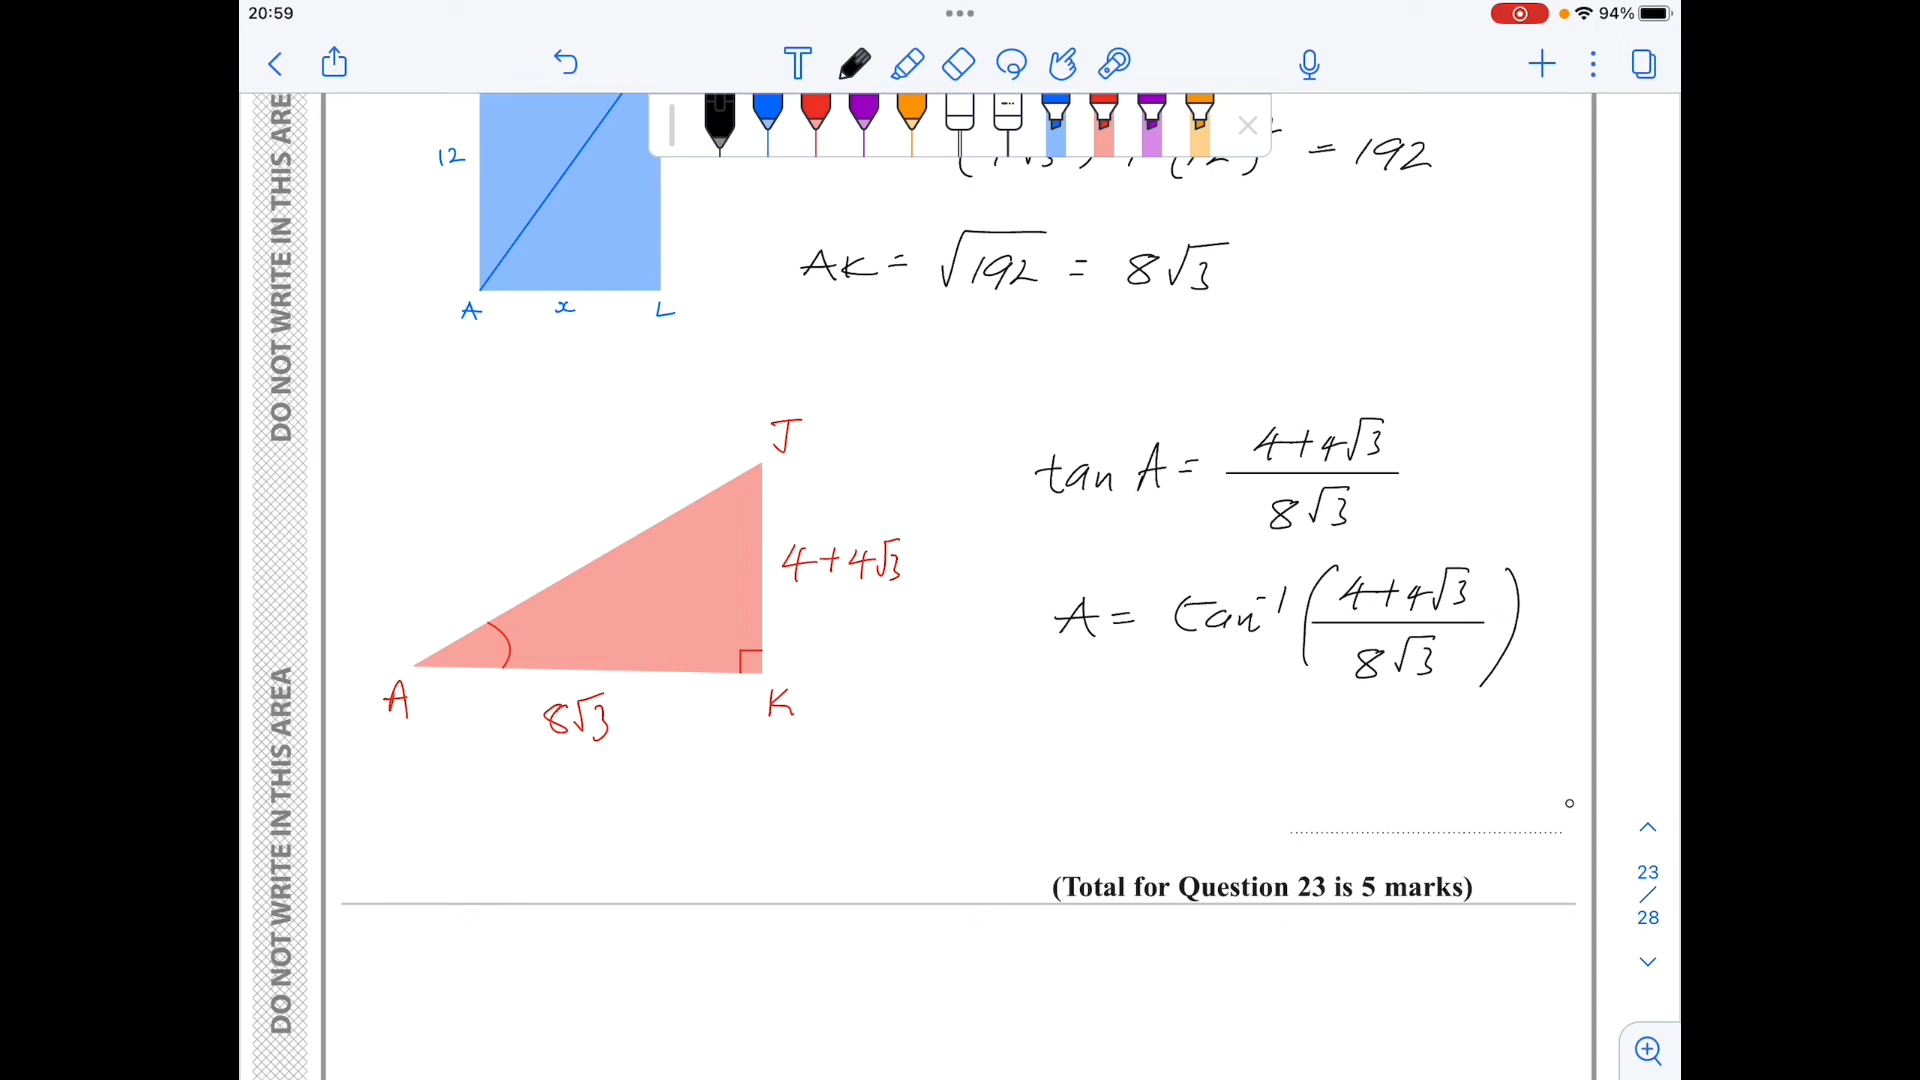 20:59
94%
12
= 192
A x L
AK = √192 = 8√3
J
tan A = 4+4√3 / 8√3
4+4√3
A = tan⁻¹ (4+4√3 / 8√3)
A 8√3 K
°
(Total for Question 23 is 5 marks)
DO NOT WRITE IN THIS ARE
DO NOT WRITE IN THIS AREA
23
/
28
T